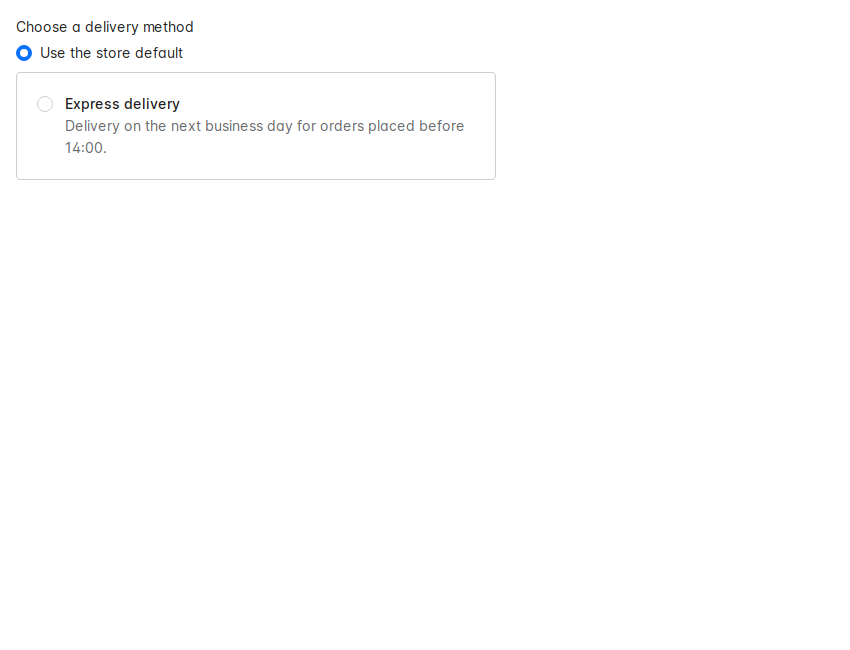 Choose a delivery method
Use the store default
Express delivery
Delivery on the next business day for orders placed before
14:00.